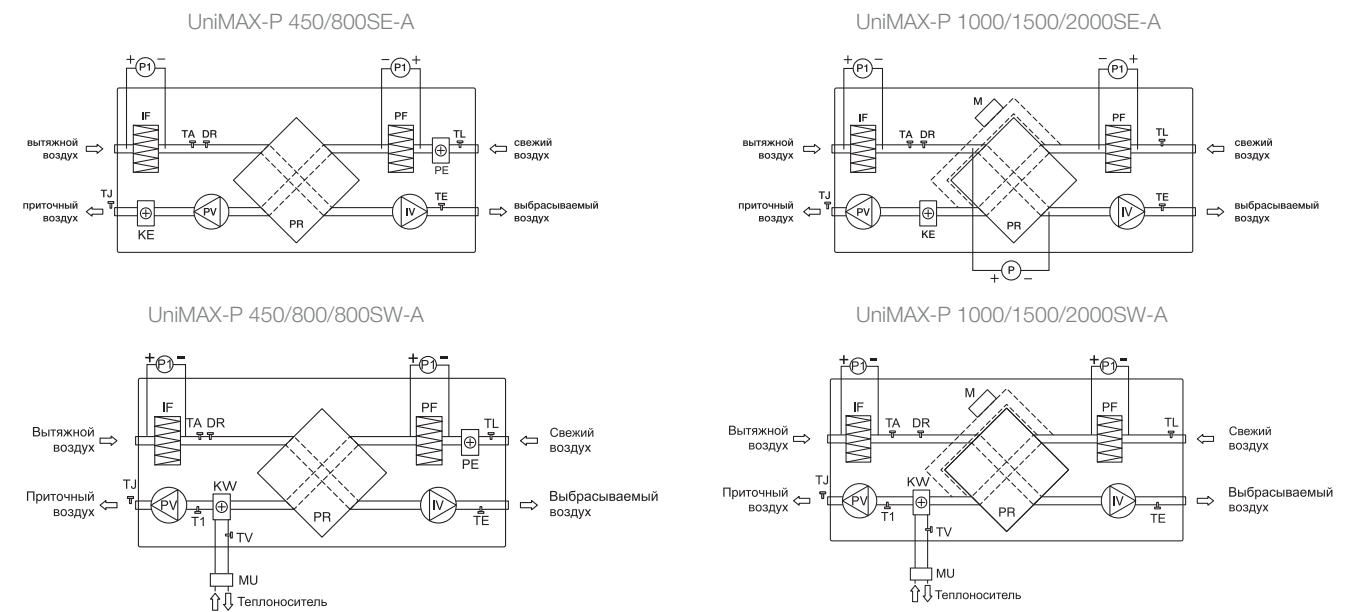 UniMAX-P 450/800SE-A
+ P1 −
− P1 +
IF
TA DR
PF
TL
вытяжной
воздух
свежий
воздух
PE
TJ
TE
приточный
воздух
PV
IV
выбрасываемый
воздух
KE
PR
UniMAX-P 1000/1500/2000SE-A
+ P1 −
− P1 +
M
IF
TA DR
PF
TL
вытяжной
воздух
свежий
воздух
TJ
TE
приточный
воздух
PV
IV
выбрасываемый
воздух
KE
PR
+ P −
UniMAX-P 450/800/800SW-A
+ P1 -
+ P1 -
IF
TA DR
PF
TL
Вытяжной
воздух
Свежий
воздух
PE
TJ
KW
Приточный
воздух
PV
IV
Выбрасываемый
воздух
T1
PR
TE
TV
MU
Теплоноситель
UniMAX-P 1000/1500/2000SW-A
+ P1 -
+ P1 -
M
IF
TA DR
PF
TL
Вытяжной
воздух
Свежий
воздух
TJ
KW
Приточный
воздух
PV
IV
Выбрасываемый
воздух
T1
PR
TE
TV
MU
Теплоноситель